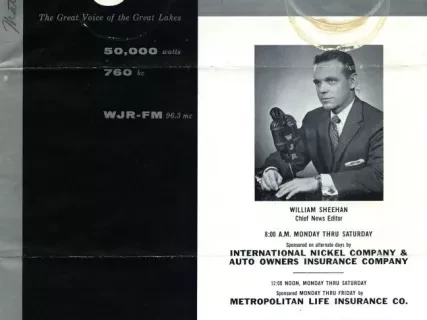 The Great Voice of the Great Lakes
50,000 watts
760 kc
WJR-FM 96.3 mc
WILLIAM SHEEHAN
Chief News Editor
8:00 A.M. MONDAY THRU SATURDAY
Sponsored on alternate days by
INTERNATIONAL NICKEL COMPANY &
AUTO OWNERS INSURANCE COMPANY
12:00 NOON, MONDAY THRU SATURDAY
Sponsored MONDAY THRU FRIDAY by
METROPOLITAN LIFE INSURANCE CO.